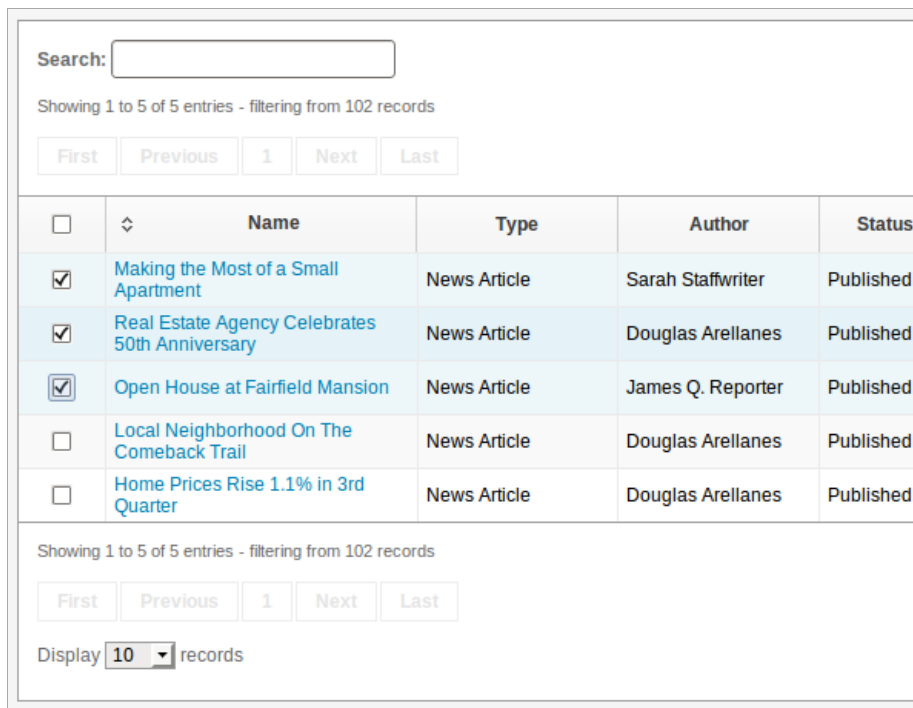 Search:
Showing 1 to 5 of 5 entries - filtering from 102 records
First Previous 1 Next Last
Name Type Author Status
Making the Most of a Small
Apartment News Article Sarah Staffwriter Published
Real Estate Agency Celebrates
50th Anniversary News Article Douglas Arellanes Published
Open House at Fairfield Mansion News Article James Q. Reporter Published
Local Neighborhood On The
Comeback Trail News Article Douglas Arellanes Published
Home Prices Rise 1.1% in 3rd
Quarter News Article Douglas Arellanes Published
Showing 1 to 5 of 5 entries - filtering from 102 records
First Previous 1 Next Last
Display 10 records